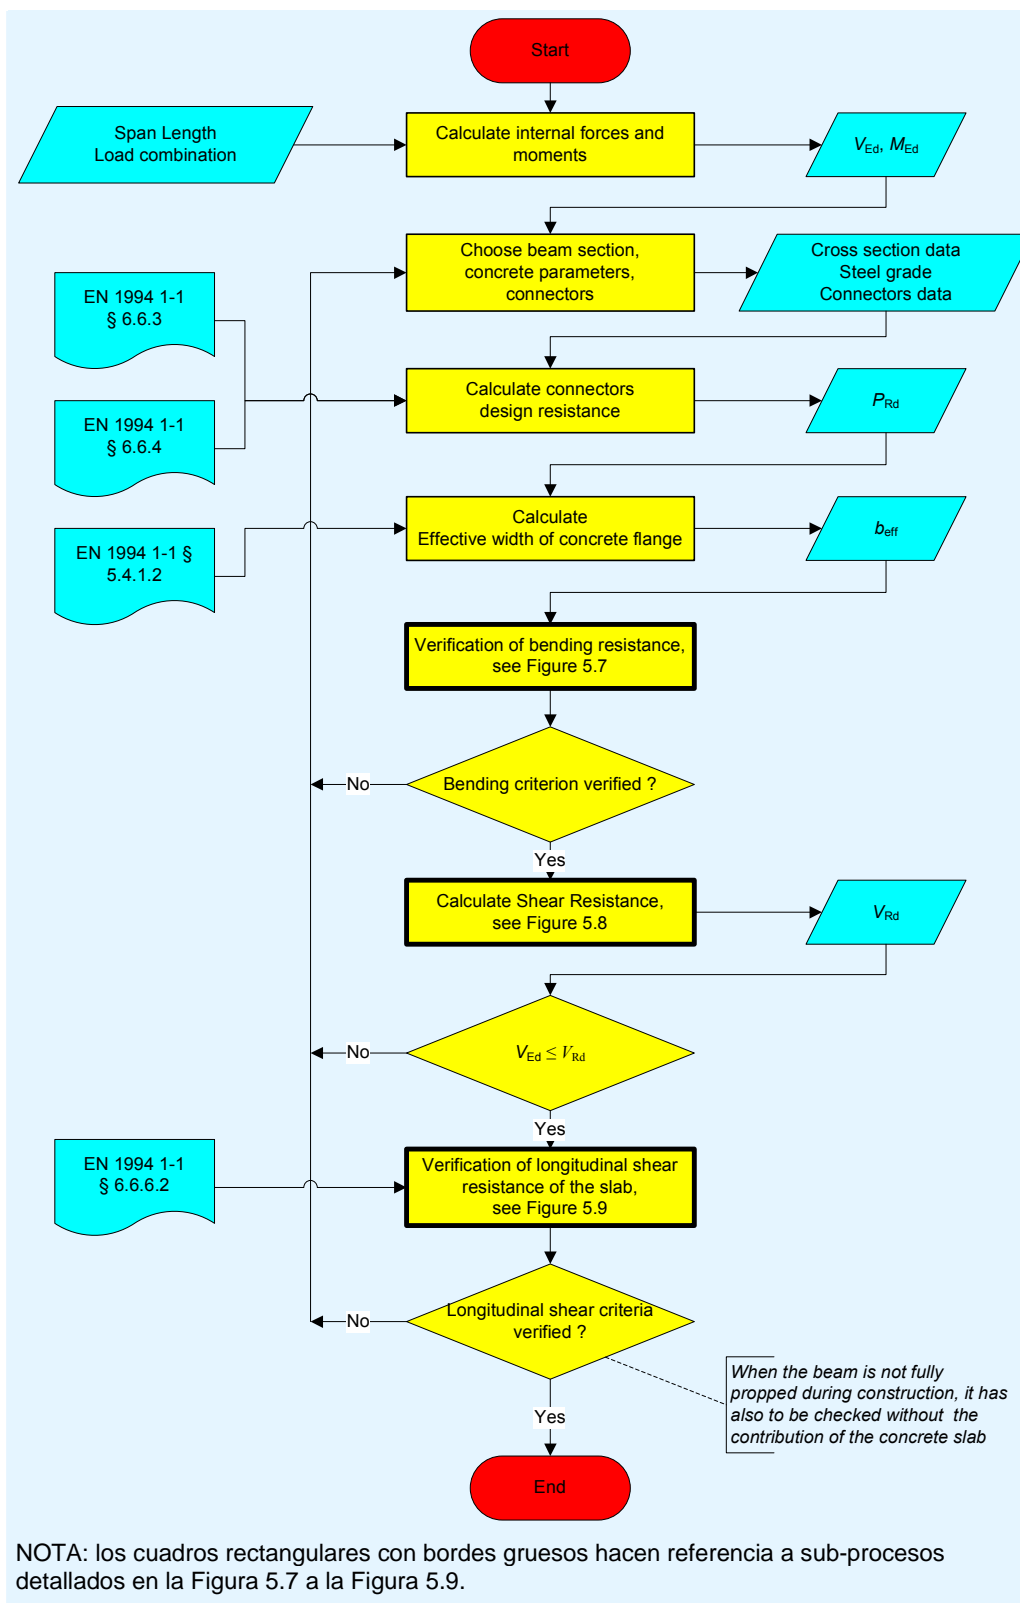 Start
Span Length
Load combination
Calculate internal forces and
moments
VEd, MEd
Choose beam section,
concrete parameters,
connectors
Cross section data
Steel grade
Connectors data
EN 1994 1-1
§ 6.6.3
Calculate connectors
design resistance
PRd
EN 1994 1-1
§ 6.6.4
Calculate
Effective width of concrete flange
beff
EN 1994 1-1 §
5.4.1.2
Verification of bending resistance,
see Figure 5.7
Bending criterion verified ?
No
Yes
Calculate Shear Resistance,
see Figure 5.8
VRd
VEd ≤ VRd
No
Yes
EN 1994 1-1
§ 6.6.6.2
Verification of longitudinal shear
resistance of the slab,
see Figure 5.9
Longitudinal shear criteria
verified ?
No
When the beam is not fully
propped during construction, it has
also to be checked without the
contribution of the concrete slab
Yes
End
NOTA: los cuadros rectangulares con bordes gruesos hacen referencia a sub-procesos
detallados en la Figura 5.7 a la Figura 5.9.